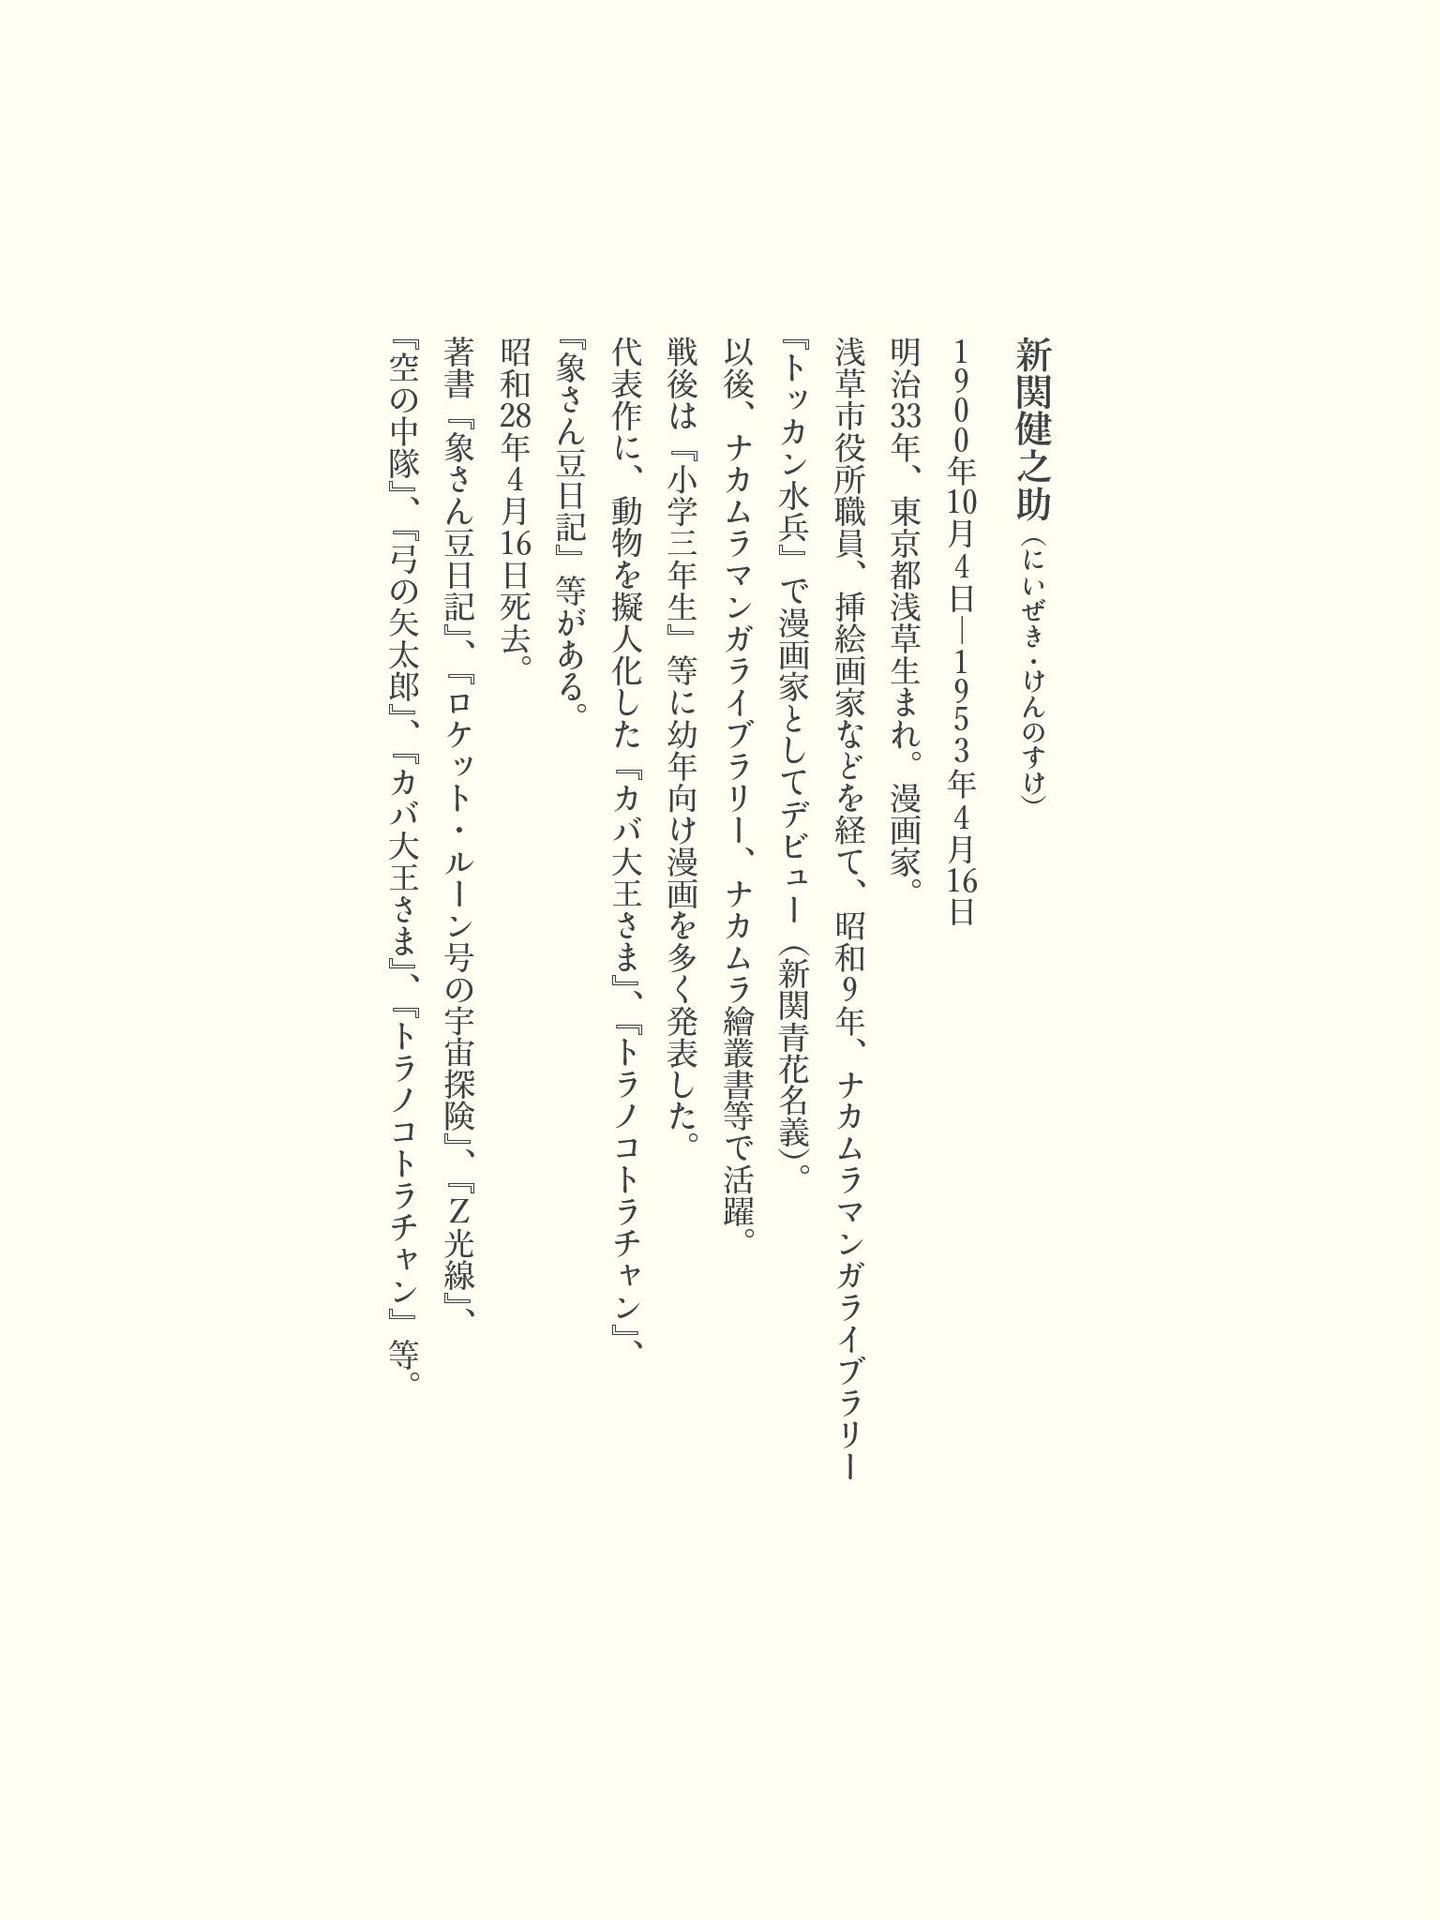 新関健之助（にいぜき・けんのすけ）
1900年10月4日―1953年4月16日
明治33年、東京都浅草生まれ。漫画家。
浅草市役所職員、挿絵画家などを経て、昭和9年、ナカムラマンガライブラリー
『トッカン水兵』で漫画家としてデビュー（新関青花名義）。
以後、ナカムラマンガライブラリー、ナカムラ繪叢書等で活躍。
戦後は『小学三年生』等に幼年向け漫画を多く発表した。
代表作に、動物を擬人化した『カバ大王さま』、『トラノコトラチャン』、
『象さん豆日記』等がある。
昭和28年4月16日死去。
著書『象さん豆日記』、『ロケット・ルーン号の宇宙探険』、『Z光線』、
『空の中隊』、『弓の矢太郎』、『カバ大王さま』、『トラノコトラチャン』等。